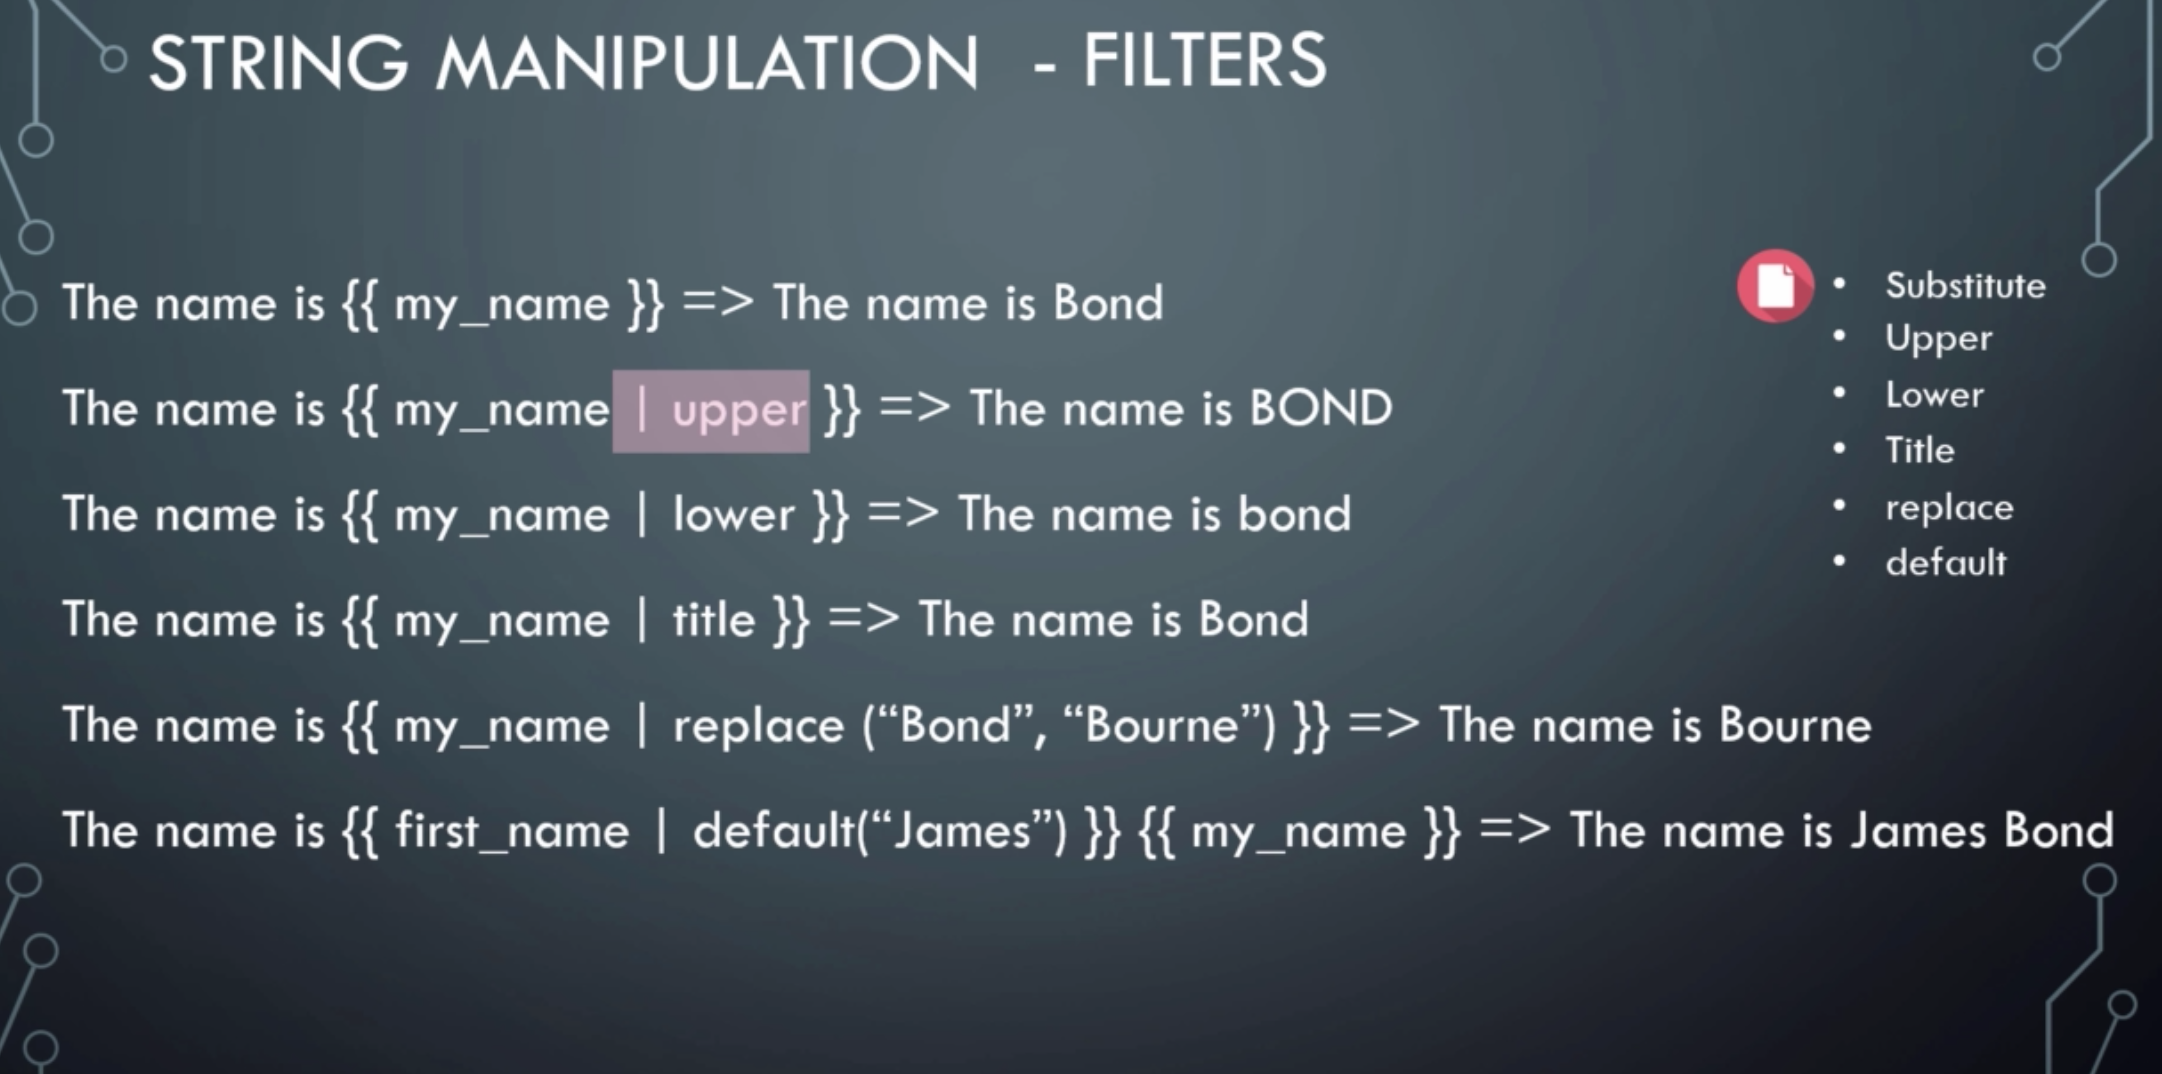 STRING MANIPULATION - FILTERS
The name is {{ my_name }} => The name is Bond
The name is {{ my_name | upper }} => The name is BOND
The name is {{ my_name | lower }} => The name is bond
The name is {{ my_name | title }} => The name is Bond
The name is {{ my_name | replace (“Bond”, “Bourne”) }} => The name is Bourne
The name is {{ first_name | default(“James”) }} {{ my_name }} => The name is James Bond
• Substitute
• Upper
• Lower
• Title
• replace
• default